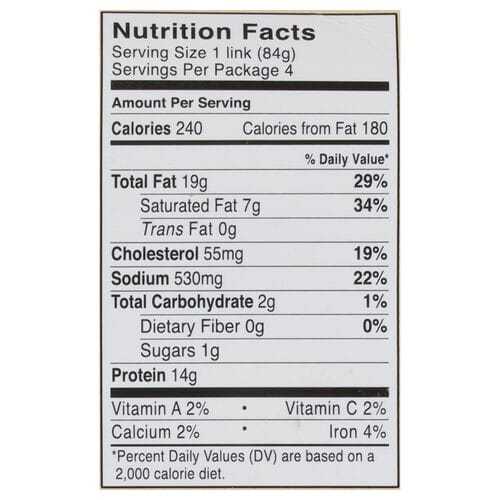 Nutrition Facts
Serving Size 1 link (84g)
Servings Per Package 4
Amount Per Serving
Calories 240 Calories from Fat 180
% Daily Value*
Total Fat 19g 29%
Saturated Fat 7g 34%
Trans Fat 0g
Cholesterol 55mg 19%
Sodium 530mg 22%
Total Carbohydrate 2g 1%
Dietary Fiber 0g 0%
Sugars 1g
Protein 14g
Vitamin A 2% • Vitamin C 2%
Calcium 2% • Iron 4%
*Percent Daily Values (DV) are based on a
2,000 calorie diet.